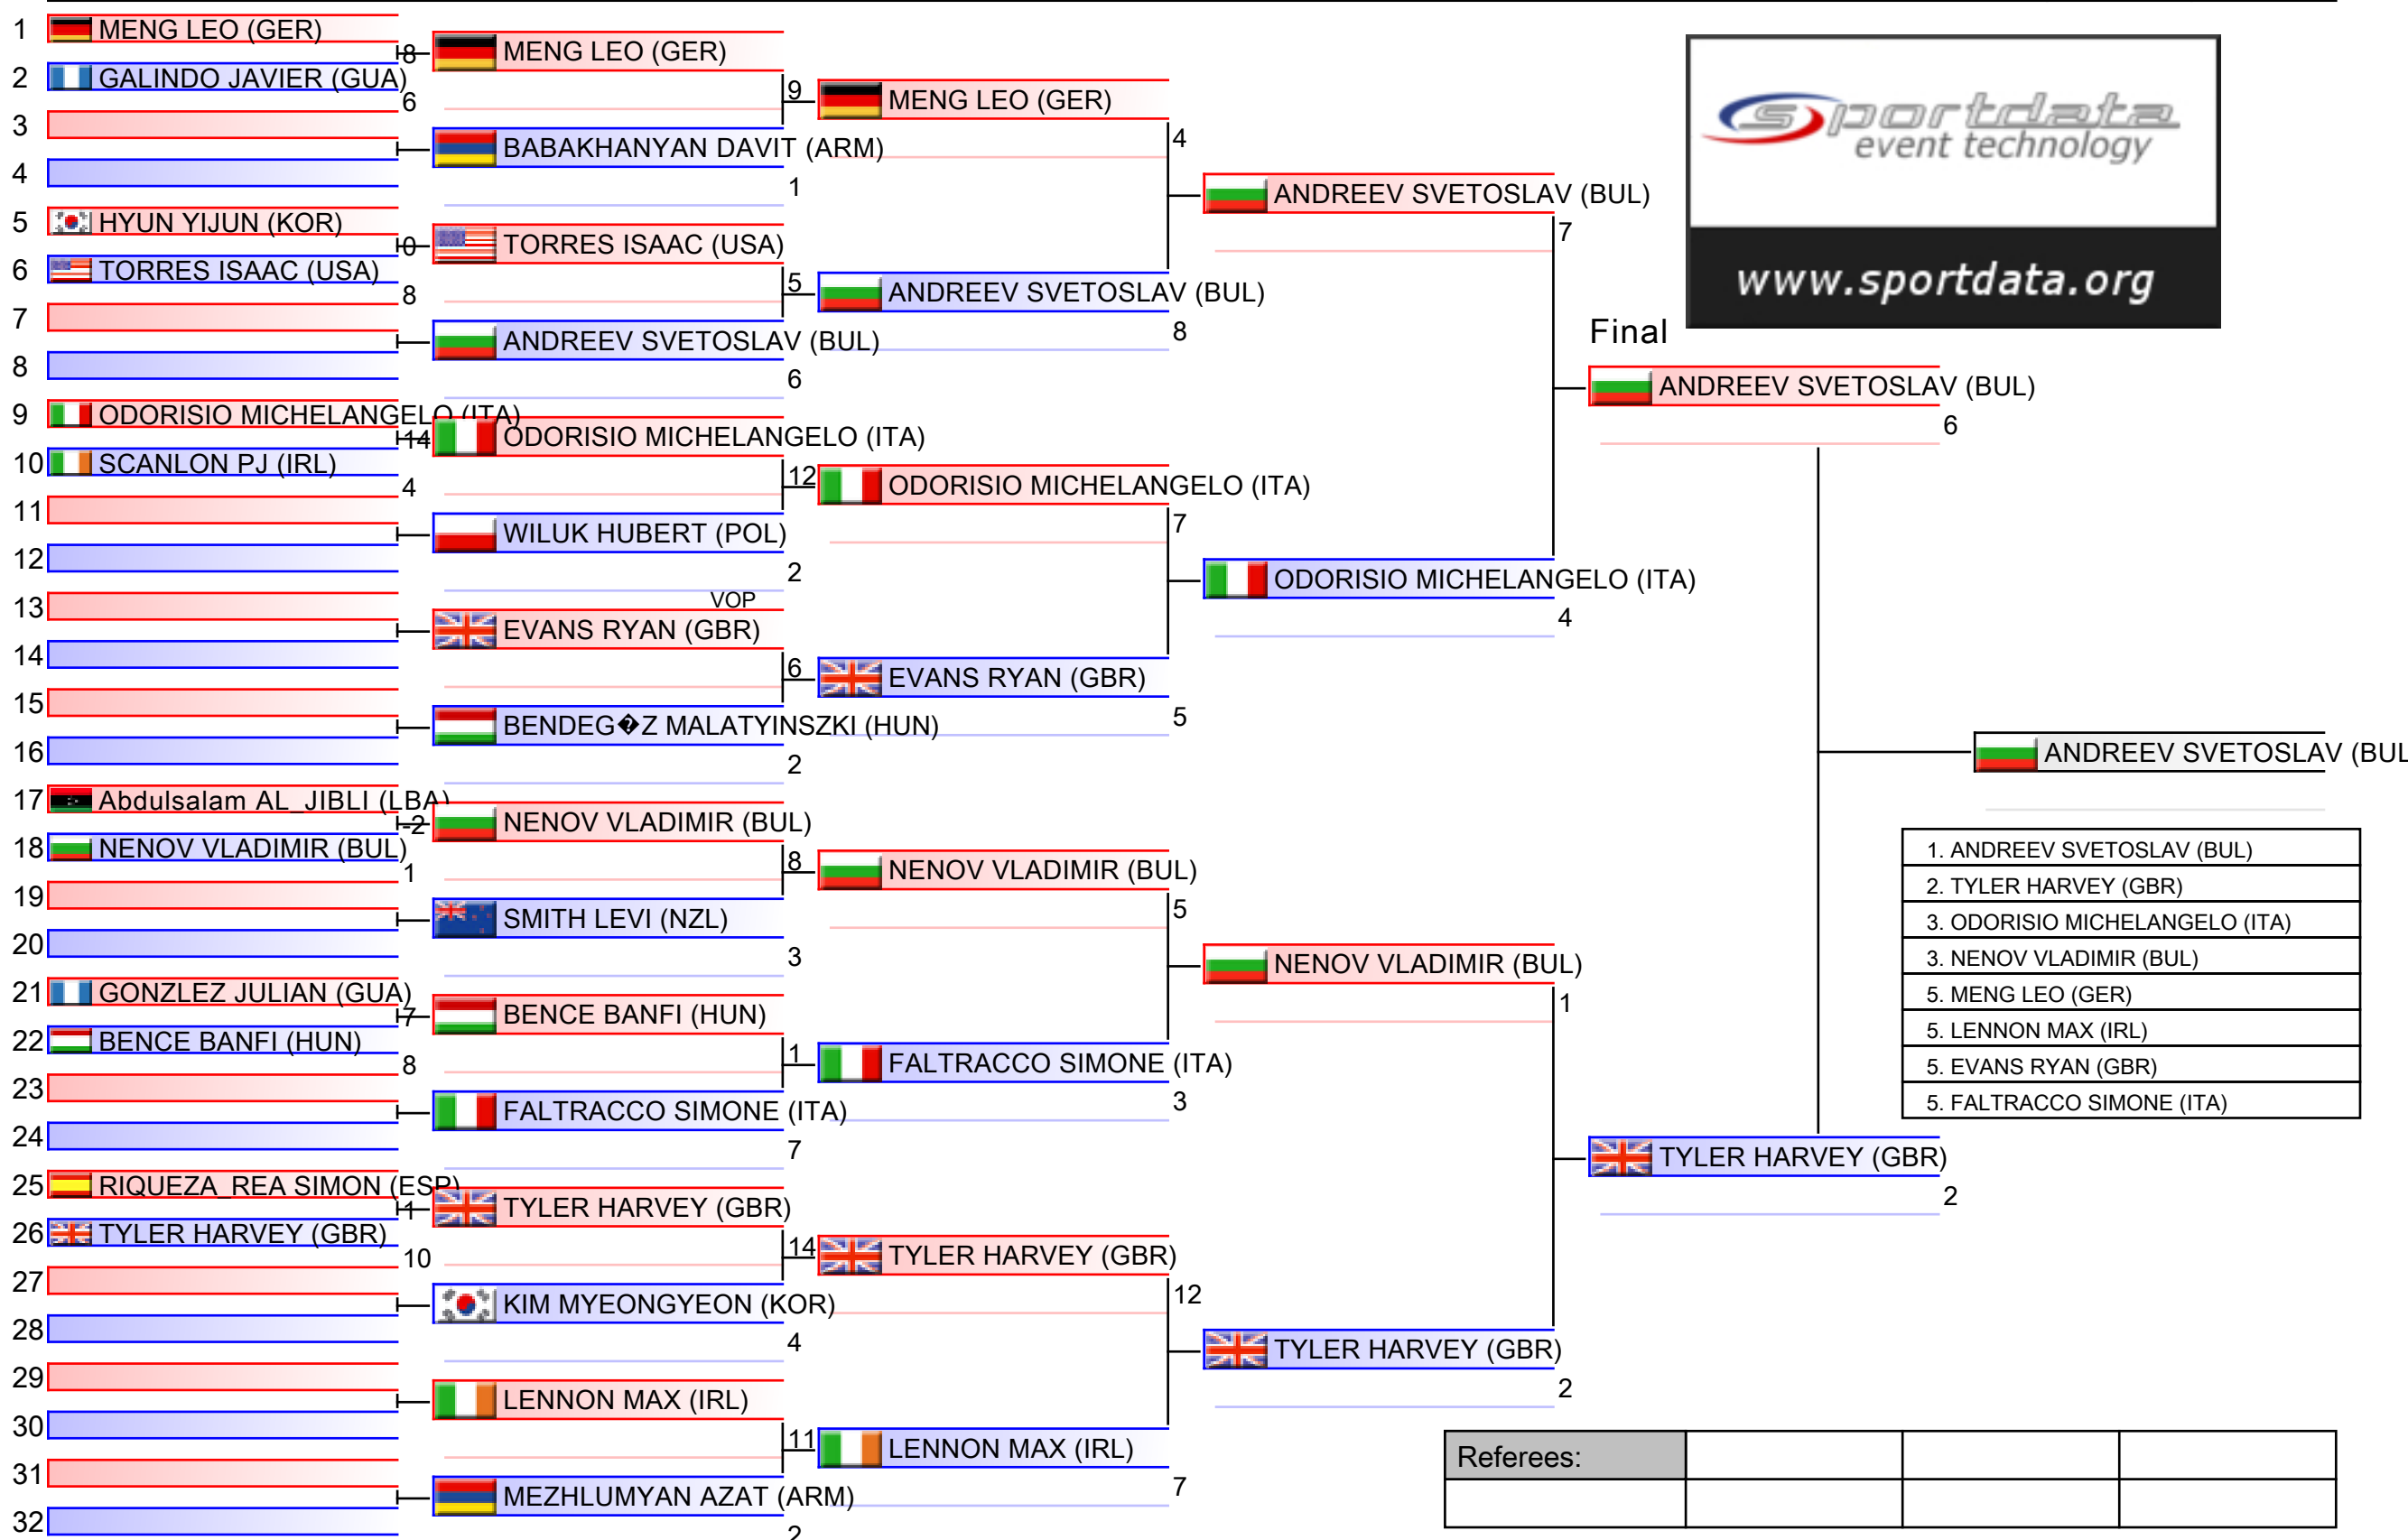 1 MENG LEO (GER)
8
2 GALINDO JAVIER (GUA)
6
3
4
5 HYUN YIJUN (KOR)
0
6 TORRES ISAAC (USA)
8
7
8
9 ODORISIO MICHELANGELO (ITA)
14
10 SCANLON PJ (IRL)
4
11
12
13
14
15
16
17 Abdulsalam AL_JIBLI (LBA)
-2
18 NENOV VLADIMIR (BUL)
1
19
20
21 GONZLEZ JULIAN (GUA)
7
22 BENCE BANFI (HUN)
8
23
24
25 RIQUEZA_REA SIMON (ESP)
1
26 TYLER HARVEY (GBR)
10
27
28
29
30
31
32
MENG LEO (GER)
9
BABAKHANYAN DAVIT (ARM)
1
TORRES ISAAC (USA)
5
ANDREEV SVETOSLAV (BUL)
6
ODORISIO MICHELANGELO (ITA)
12
WILUK HUBERT (POL)
2
VOP
EVANS RYAN (GBR)
6
BENDEG�Z MALATYINSZKI (HUN)
2
NENOV VLADIMIR (BUL)
8
SMITH LEVI (NZL)
3
BENCE BANFI (HUN)
1
FALTRACCO SIMONE (ITA)
7
TYLER HARVEY (GBR)
14
KIM MYEONGYEON (KOR)
4
LENNON MAX (IRL)
11
MEZHLUMYAN AZAT (ARM)
2
MENG LEO (GER)
4
ANDREEV SVETOSLAV (BUL)
8
ODORISIO MICHELANGELO (ITA)
7
EVANS RYAN (GBR)
5
NENOV VLADIMIR (BUL)
5
FALTRACCO SIMONE (ITA)
3
TYLER HARVEY (GBR)
12
LENNON MAX (IRL)
7
ANDREEV SVETOSLAV (BUL)
7
ODORISIO MICHELANGELO (ITA)
4
NENOV VLADIMIR (BUL)
1
TYLER HARVEY (GBR)
2
sportdata
event technology
www.sportdata.org
Final
ANDREEV SVETOSLAV (BUL)
6
TYLER HARVEY (GBR)
2
ANDREEV SVETOSLAV (BUL
1. ANDREEV SVETOSLAV (BUL)
2. TYLER HARVEY (GBR)
3. ODORISIO MICHELANGELO (ITA)
3. NENOV VLADIMIR (BUL)
5. MENG LEO (GER)
5. LENNON MAX (IRL)
5. EVANS RYAN (GBR)
5. FALTRACCO SIMONE (ITA)
Referees: